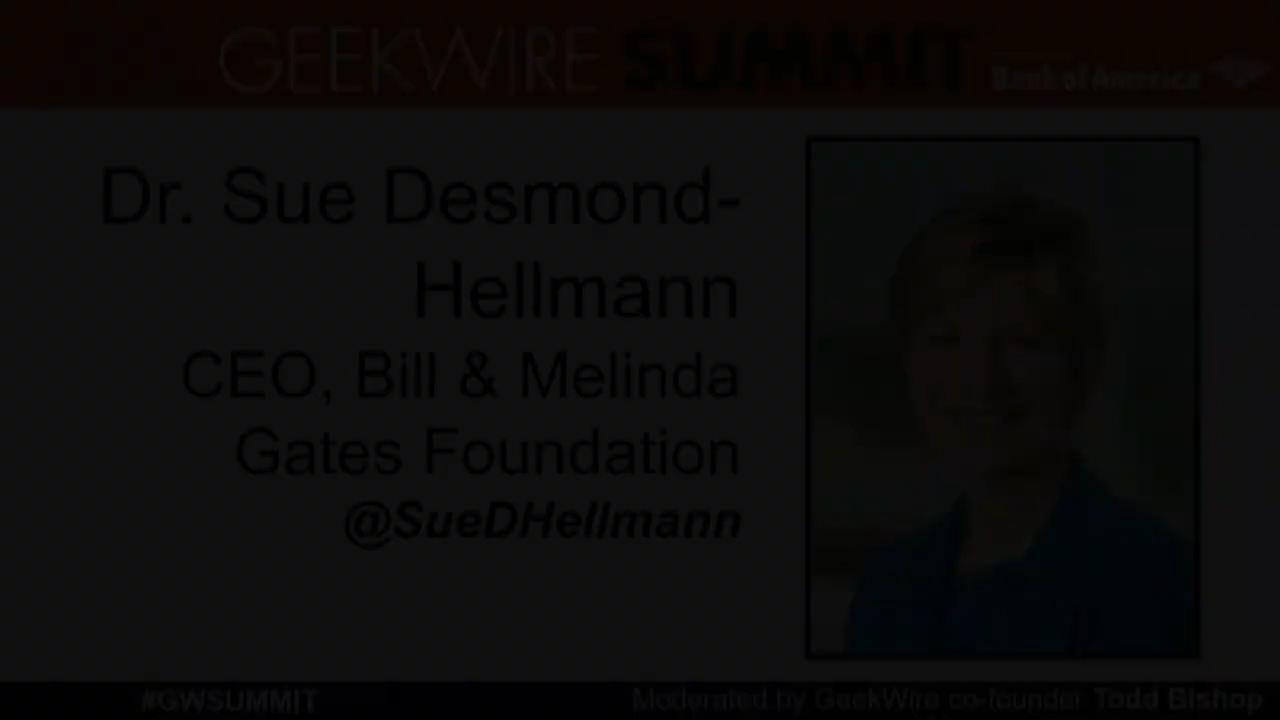 GEEKWIRE SUMMIT Bank of America
Dr. Sue Desmond-
Hellmann
CEO, Bill & Melinda
Gates Foundation
@SueDHellmann
#GWSUMMIT Moderated by GeekWire co-founder Todd Bishop